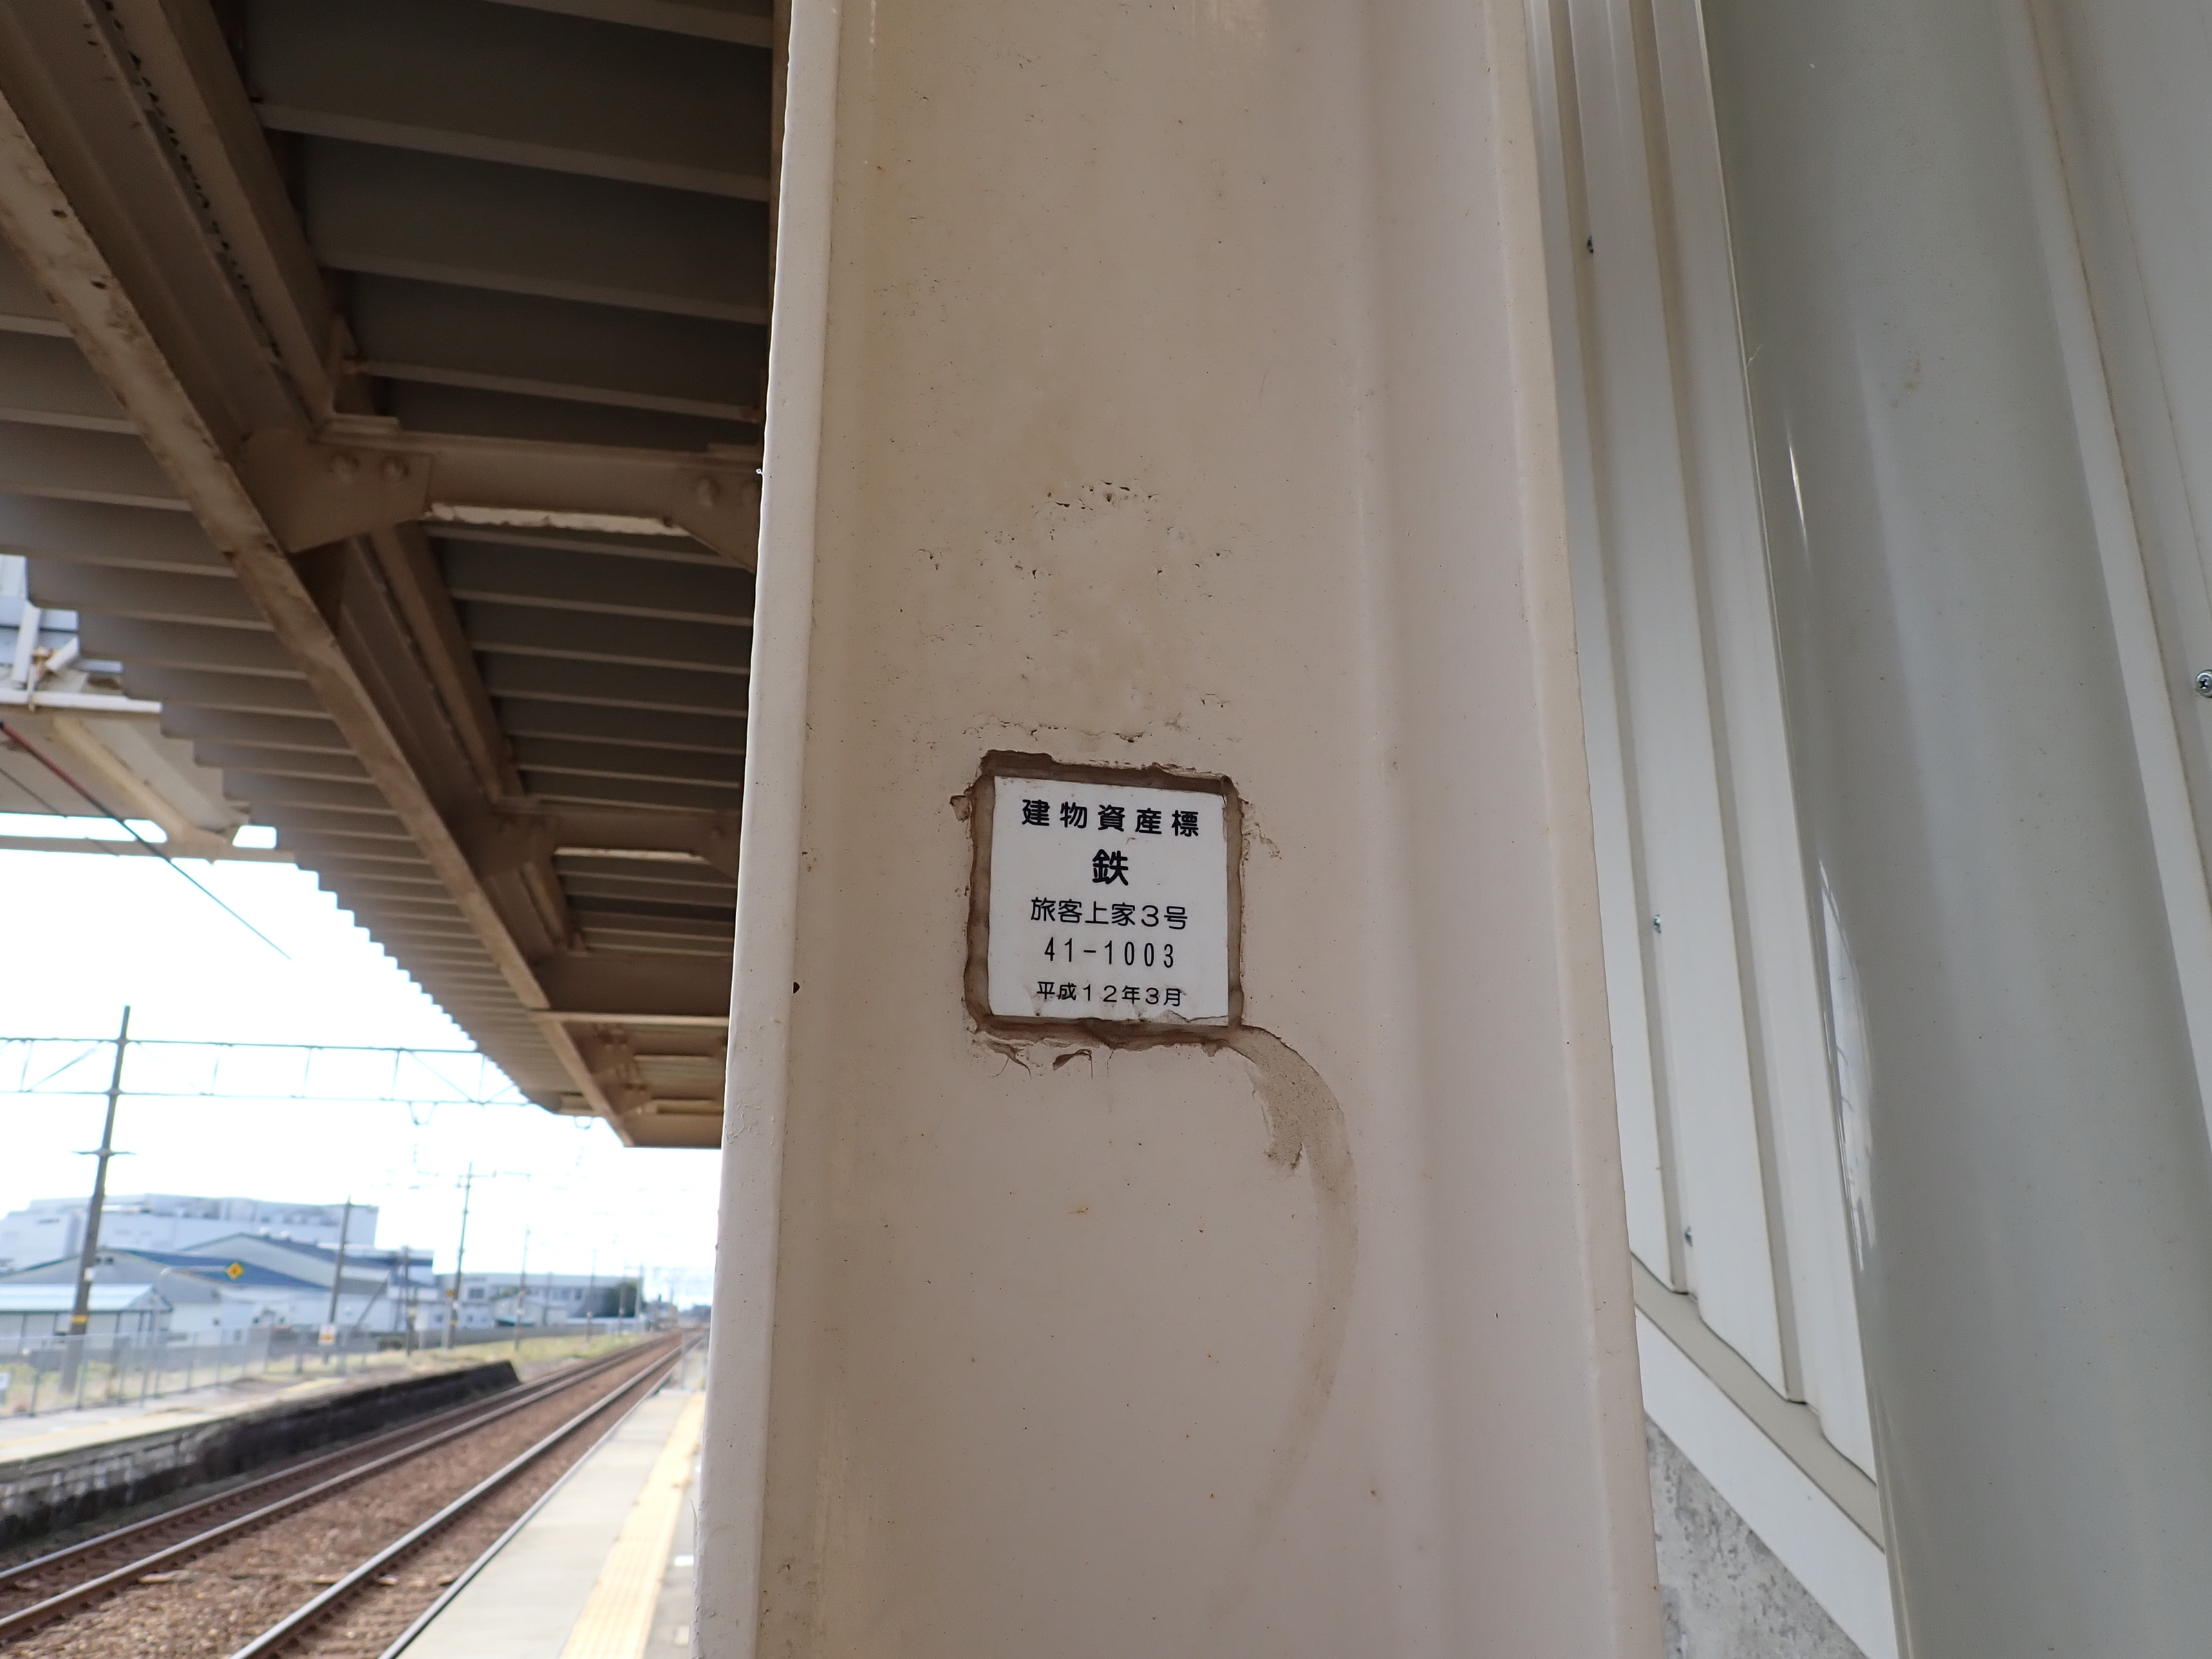 建物資産標
鉄
旅客上家3号
41-1003
平成12年3月